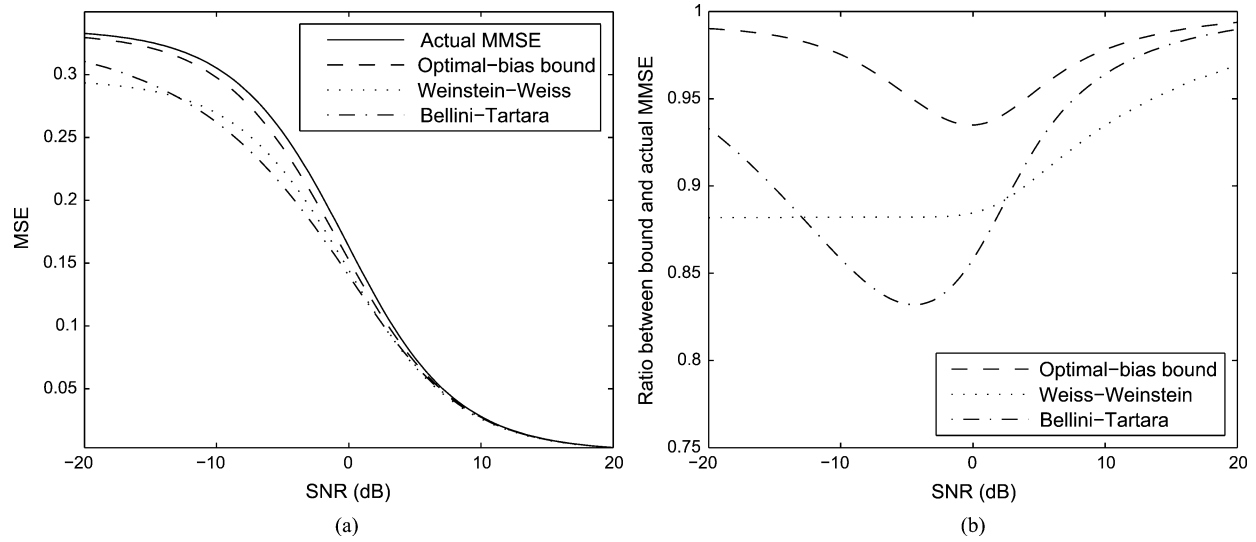 Actual MMSE
Optimal−bias bound
Weinstein−Weiss
Bellini−Tartara
0.3
0.25
0.2
0.15
0.1
0.05
MSE
−20
−10
0
10
20
SNR (dB)
(a)
1
0.95
0.9
0.85
0.8
0.75
Ratio between bound and actual MMSE
Optimal−bias bound
Weiss−Weinstein
Bellini−Tartara
−20
−10
0
10
20
SNR (dB)
(b)